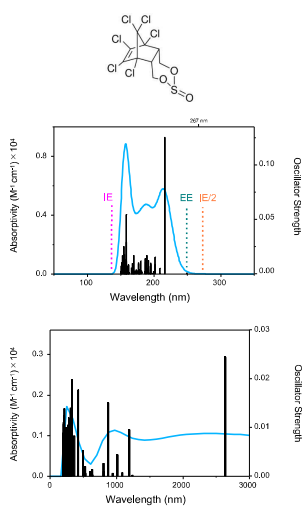 Cl Cl
Cl
Cl
Cl
Cl
O
O
S
O
267 nm
Absorptivity (M⁻¹ cm⁻¹) × 10⁴
0.8
0.4
0.0
IE
EE
IE/2
0.10
0.05
0.00
Oscillator Strength
100
200
300
Wavelength (nm)
Absorptivity (M⁻¹ cm⁻¹) × 10⁴
0.3
0.2
0.1
0.0
0.03
0.02
0.01
0.00
Oscillator Strength
0
1000
2000
3000
Wavelength (nm)